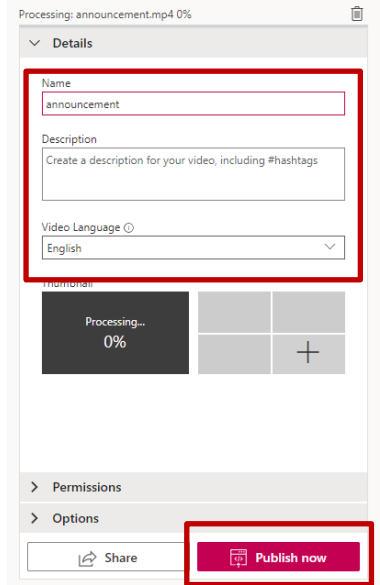 Processing: announcement.mp4 0%
Details
Name
announcement
Description
Create a description for your video, including #hashtags
Video Language
English
Thumbnail
Processing...
0%
Permissions
Options
Share
Publish now